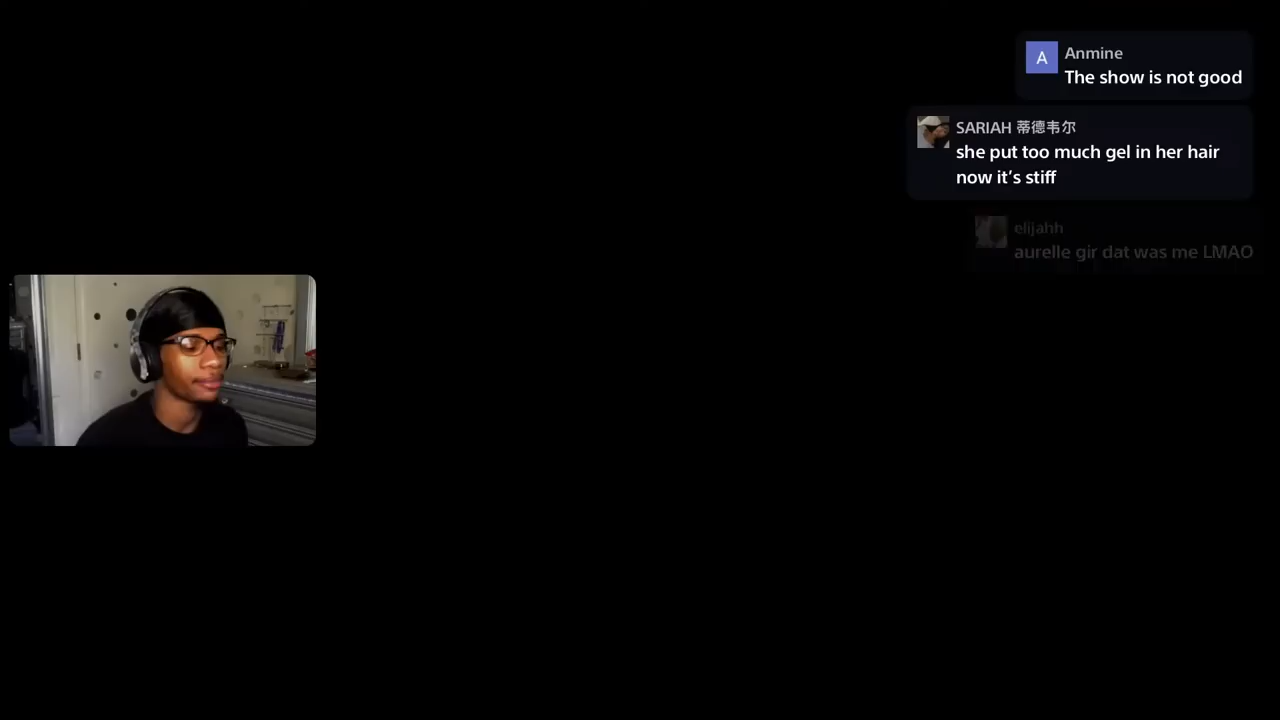 A
Anmine
The show is not good
SARIAH 蒂德韦尔
she put too much gel in her hair
now it's stiff
elijahh
aurelle gir dat was me LMAO